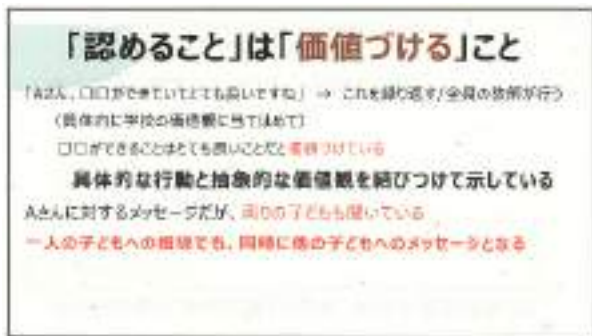 「認めること」は「価値づける」こと
「Aさん、□□ができていてとても良いですね」 → これを繰り返す/全員の教師が行う
(具体的に学校の価値観に当てはめて)
□□ができることはとても良いことだと価値づけている
具体的な行動と抽象的な価値観を結びつけて示している
Aさんに対するメッセージだが、周りの子どもも聞いている
一人の子どもへの指導でも、同時に他の子どもへのメッセージとなる